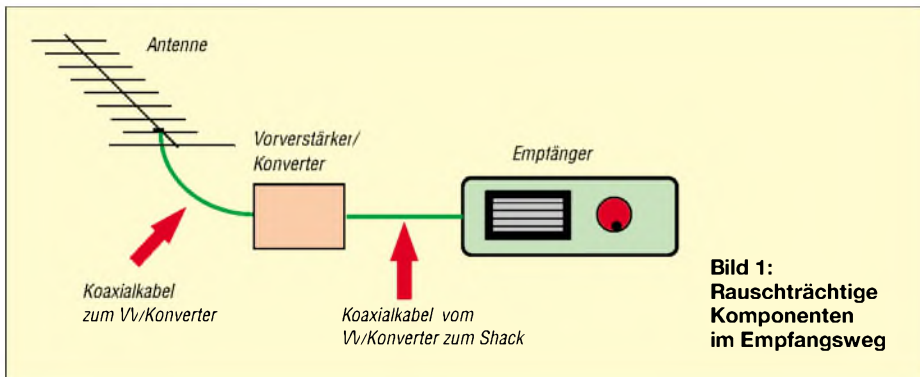 Antenne
Vorverstärker/
Konverter
Empfänger
Koaxialkabel
zum VV/Konverter
Koaxialkabel vom
VV/Konverter zum Shack
Bild 1:
Rauschträchtige
Komponenten
im Empfangsweg